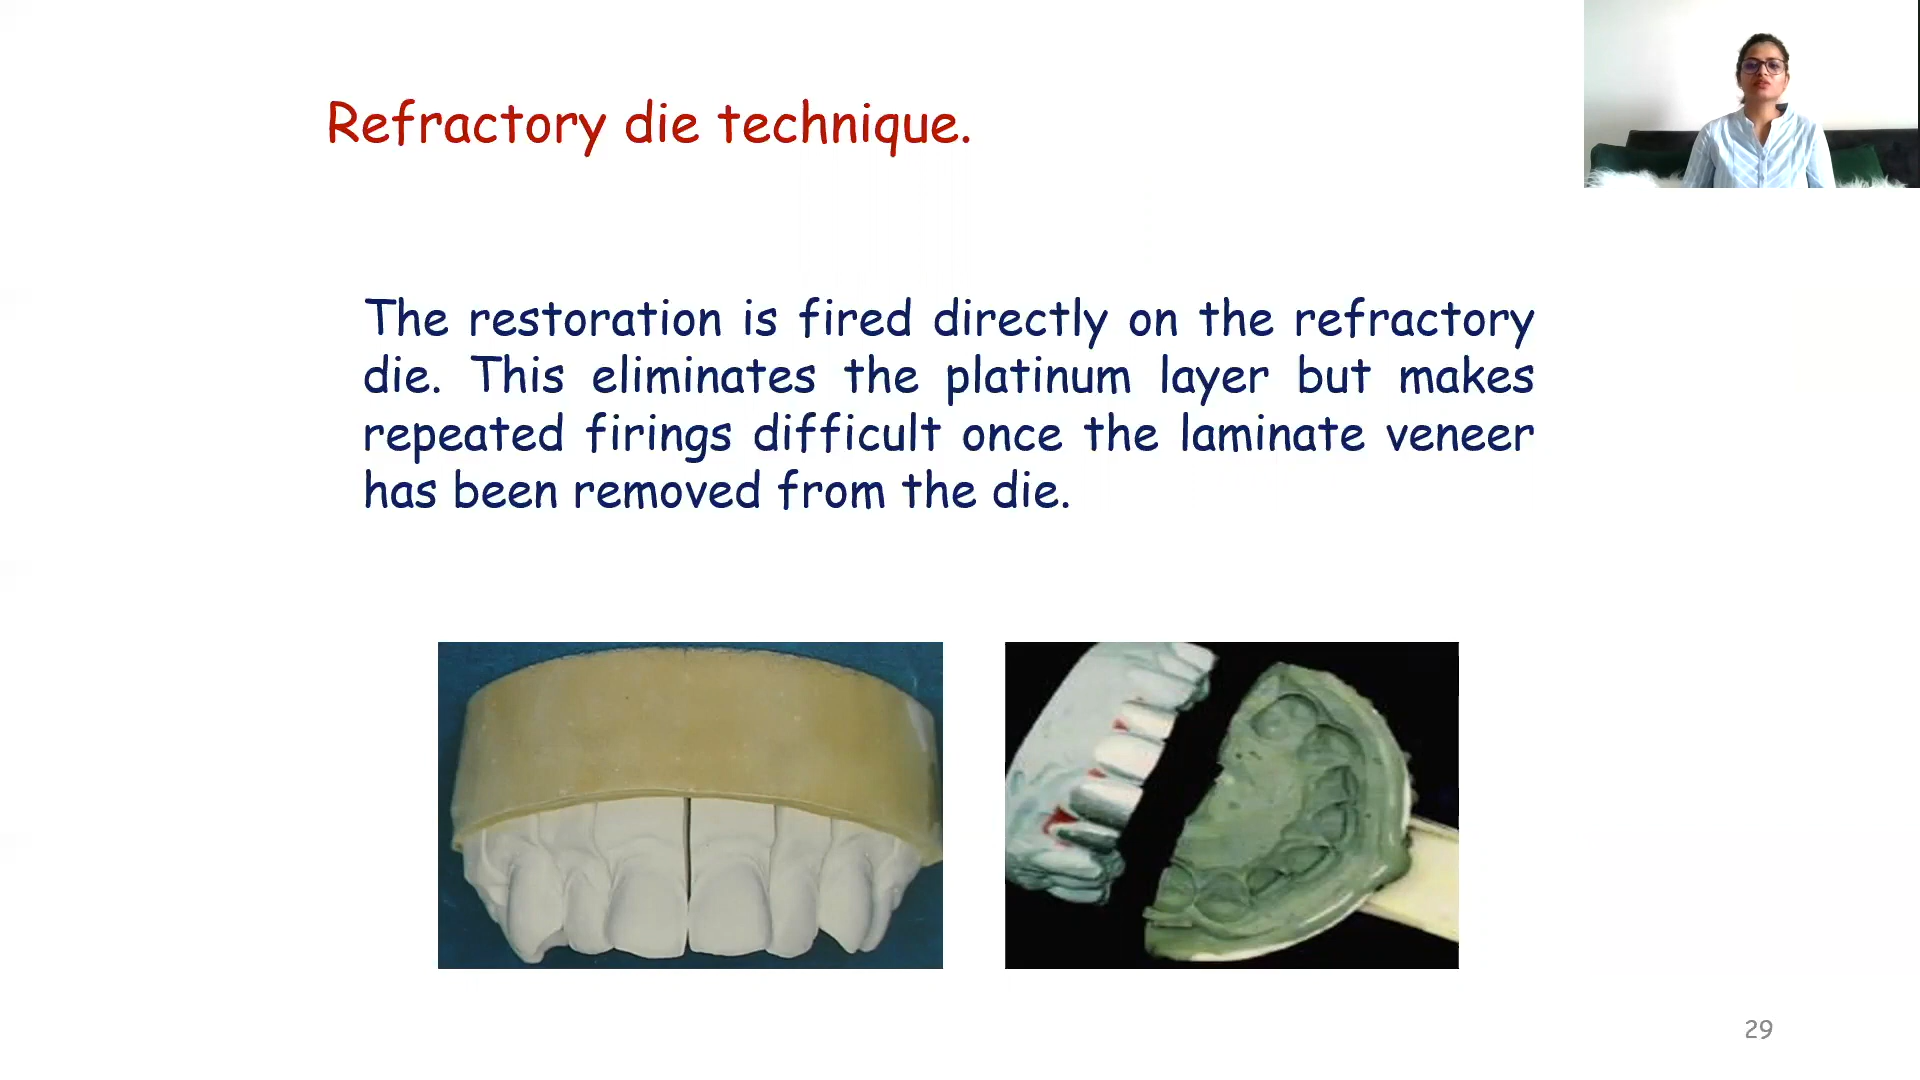 Refractory die technique.
The restoration is fired directly on the refractory
die. This eliminates the platinum layer but makes
repeated firings difficult once the laminate veneer
has been removed from the die.
29